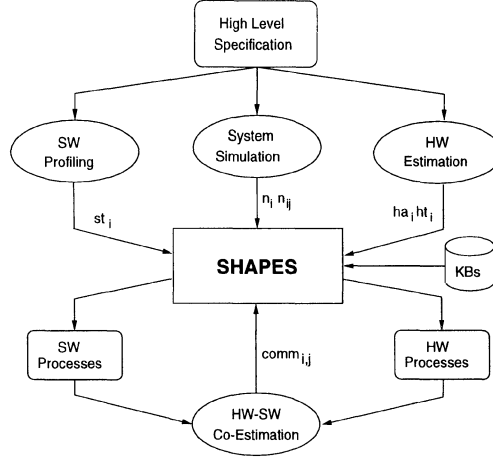 High Level
Specification
SW
Profiling
System
Simulation
HW
Estimation
st i
n i n ij
ha i ht i
SHAPES
KBs
SW
Processes
comm i,j
HW
Processes
HW-SW
Co-Estimation